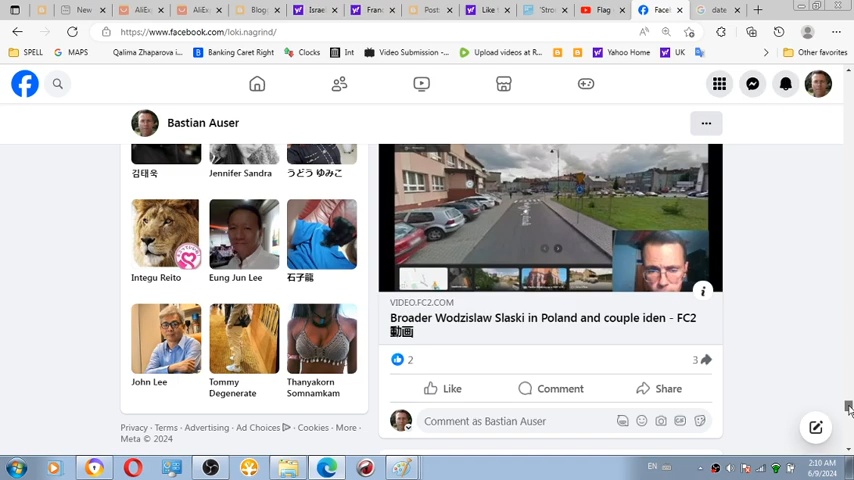 New
AliEx
AliEx
Blog
Israe
Fran
Post
Like t
'Stro
Flag
Facel
date
https://www.facebook.com/loki.nagrind/
SPELL
MAPS
Qalima Zhaparova i...
Banking Caret Right
Clocks
Int
Video Submission -...
Upload videos at R...
Yahoo Home
UK
Other favorites
Bastian Auser
김태욱
Jennifer Sandra
うどう ゆみこ
Integu Reito
Eung Jun Lee
石子龍
John Lee
Tommy Degenerate
Thanyakorn Somnamkam
Privacy · Terms · Advertising · Ad Choices · Cookies · More ·
Meta © 2024
VIDEO.FC2.COM
Broader Wodzislaw Slaski in Poland and couple iden - FC2
動画
2
3
Like
Comment
Share
Comment as Bastian Auser
EN
2:10 AM
6/9/2024